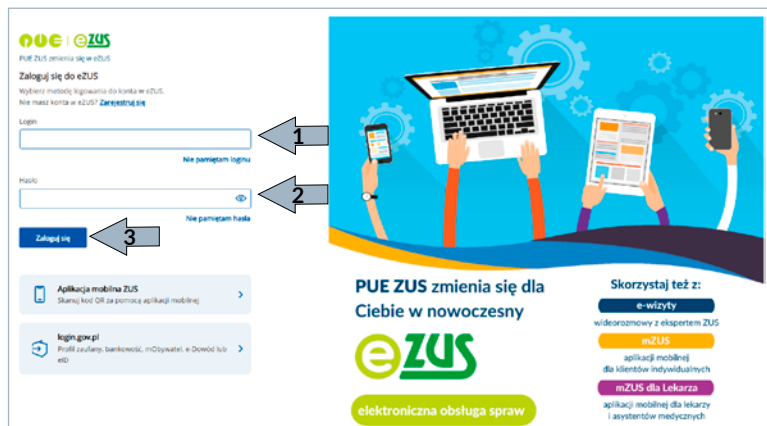 PUE eZUS
PUE ZUS zmienia się w eZUS
Zaloguj się do eZUS
Wybierz metodę logowania do konta w eZUS.
Nie masz konta w eZUS? Zarejestruj się
Login
1
Nie pamiętam loginu
Hasło
2
Nie pamiętam hasła
Zaloguj się
3
Aplikacja mobilna ZUS
Skanuj kod QR za pomocą aplikacji mobilnej
login.gov.pl
Profil zaufany, bankowość, mObywatel, e-Dowód lub
eID
PUE ZUS zmienia się dla
Ciebie w nowoczesny
eZUS
elektroniczna obsługa spraw
Skorzystaj też z:
e-wizyty
wideorozmowy z ekspertem ZUS
mZUS
aplikacji mobilnej
dla klientów indywidualnych
mZUS dla Lekarza
aplikacji mobilnej dla lekarzy
i asystentów medycznych